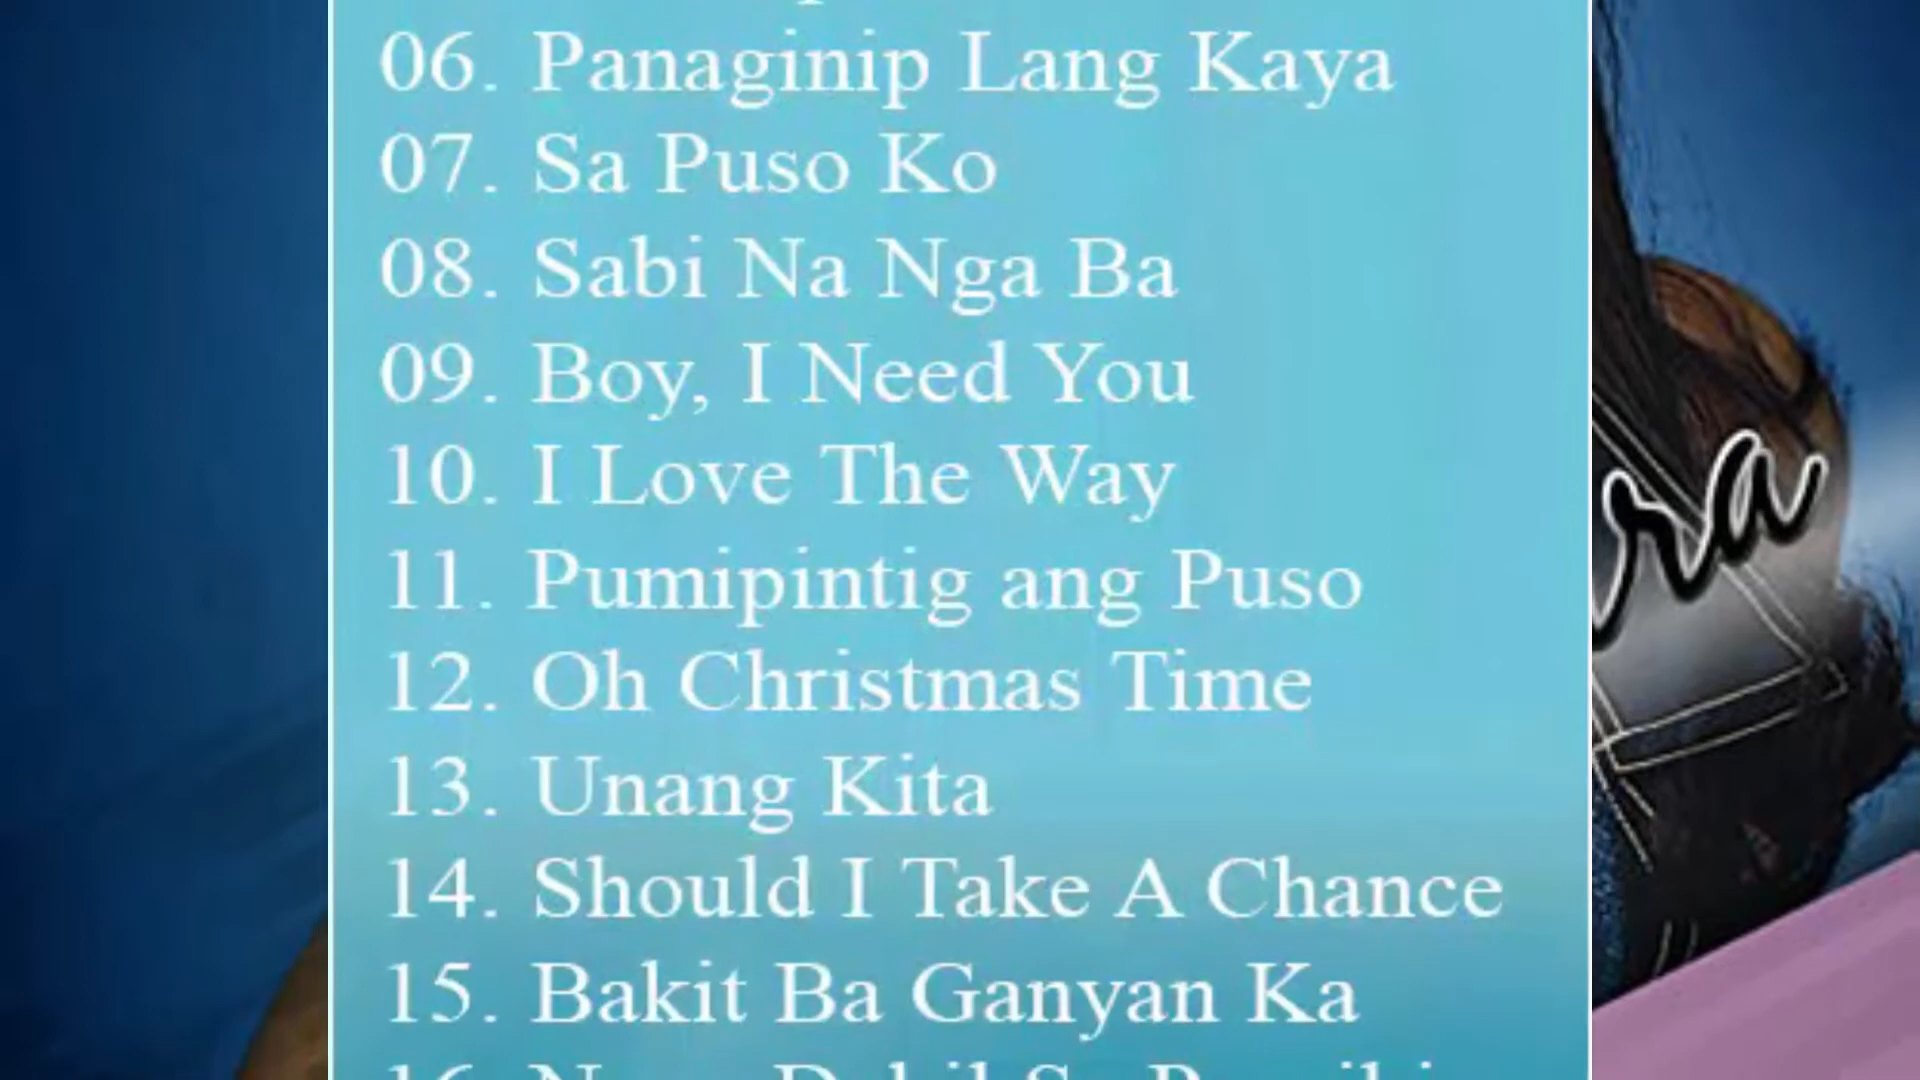 06. Panaginip Lang Kaya
07. Sa Puso Ko
08. Sabi Na Nga Ba
09. Boy, I Need You
10. I Love The Way
11. Pumipintig ang Puso
12. Oh Christmas Time
13. Unang Kita
14. Should I Take A Chance
15. Bakit Ba Ganyan Ka